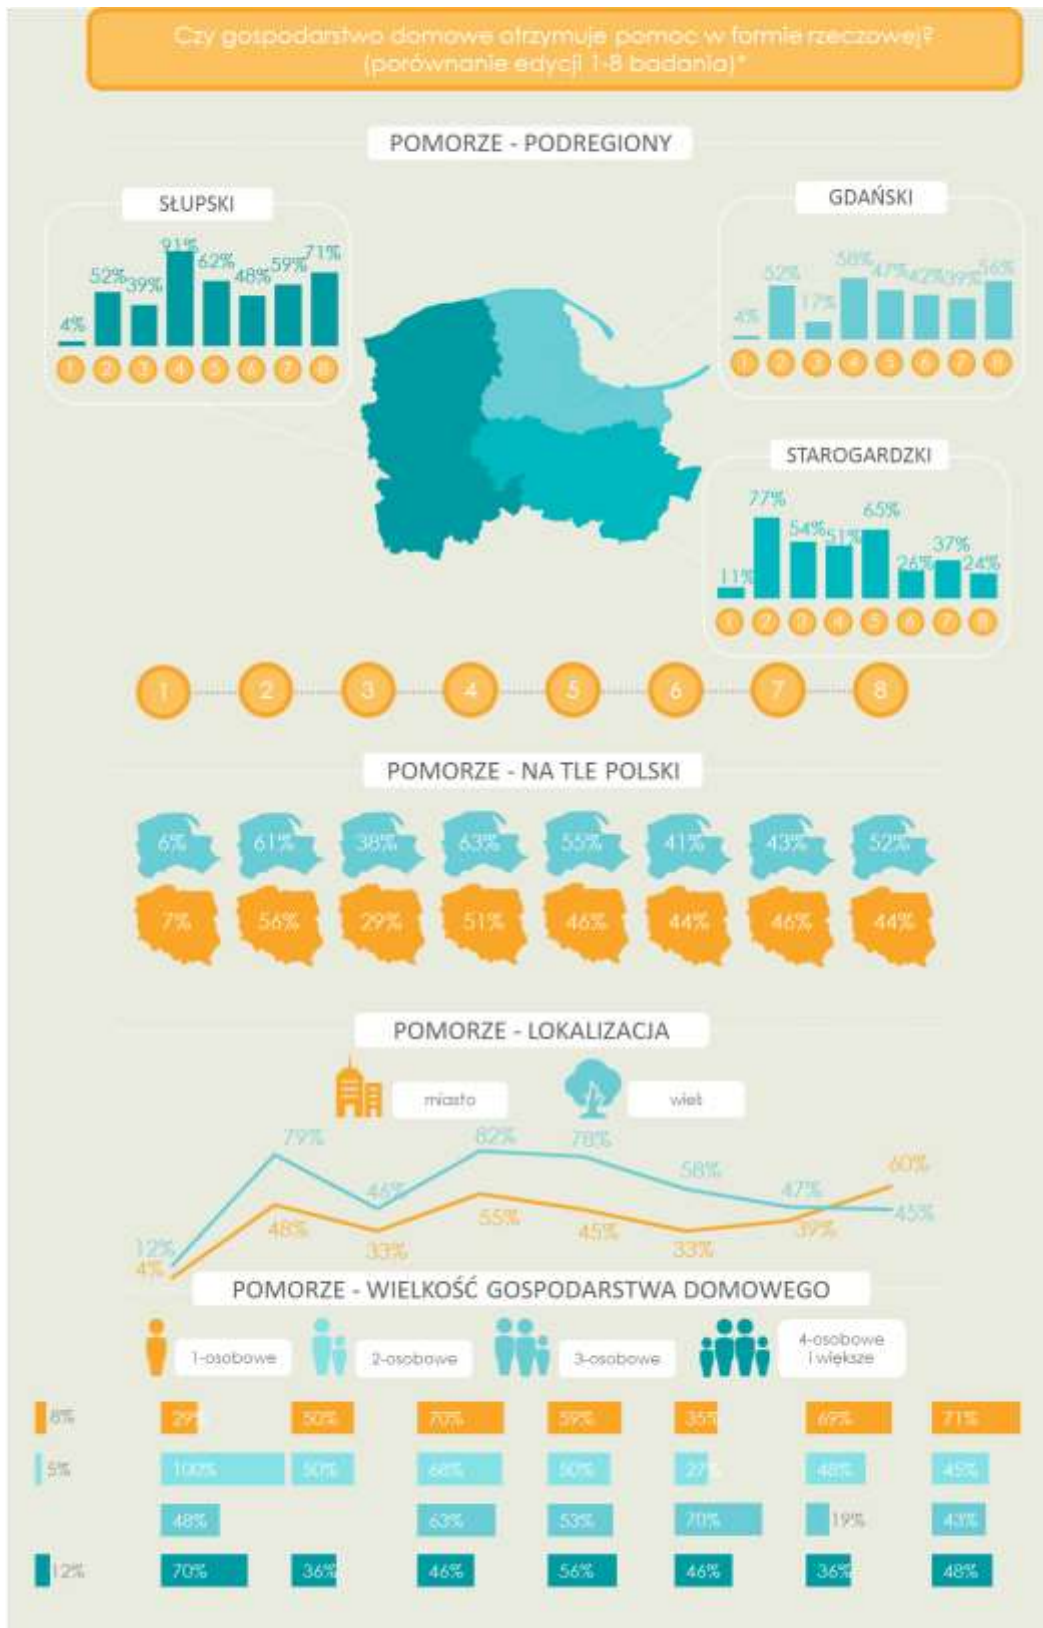 Czy gospodarstwo domowe otrzymuje pomoc w formie rzeczowej?
(porównanie edycji 1-8 badania)*
POMORZE - PODREGIONY
SŁUPSKI
4% 52% 39% 91% 62% 48% 59% 71%
1 2 3 4 5 6 7 8
GDAŃSKI
4% 52% 17% 58% 47% 42% 39% 56%
1 2 3 4 5 6 7 8
STAROGARDZKI
11% 77% 54% 51% 65% 26% 37% 24%
1 2 3 4 5 6 7 8
1 2 3 4 5 6 7 8
POMORZE - NA TLE POLSKI
6% 61% 38% 63% 55% 41% 43% 52%
7% 56% 29% 51% 46% 44% 46% 44%
POMORZE - LOKALIZACJA
miasto
wieś
12% 79% 46% 82% 78% 58% 47% 45%
4% 48% 33% 55% 45% 33% 39% 60%
POMORZE - WIELKOŚĆ GOSPODARSTWA DOMOWEGO
1-osobowe
2-osobowe
3-osobowe
4-osobowe
i większe
8% 29% 50% 70% 59% 35% 69% 71%
5% 100% 50% 68% 50% 27% 48% 45%
48% 63% 53% 70% 19% 43%
12% 70% 36% 46% 56% 46% 36% 48%